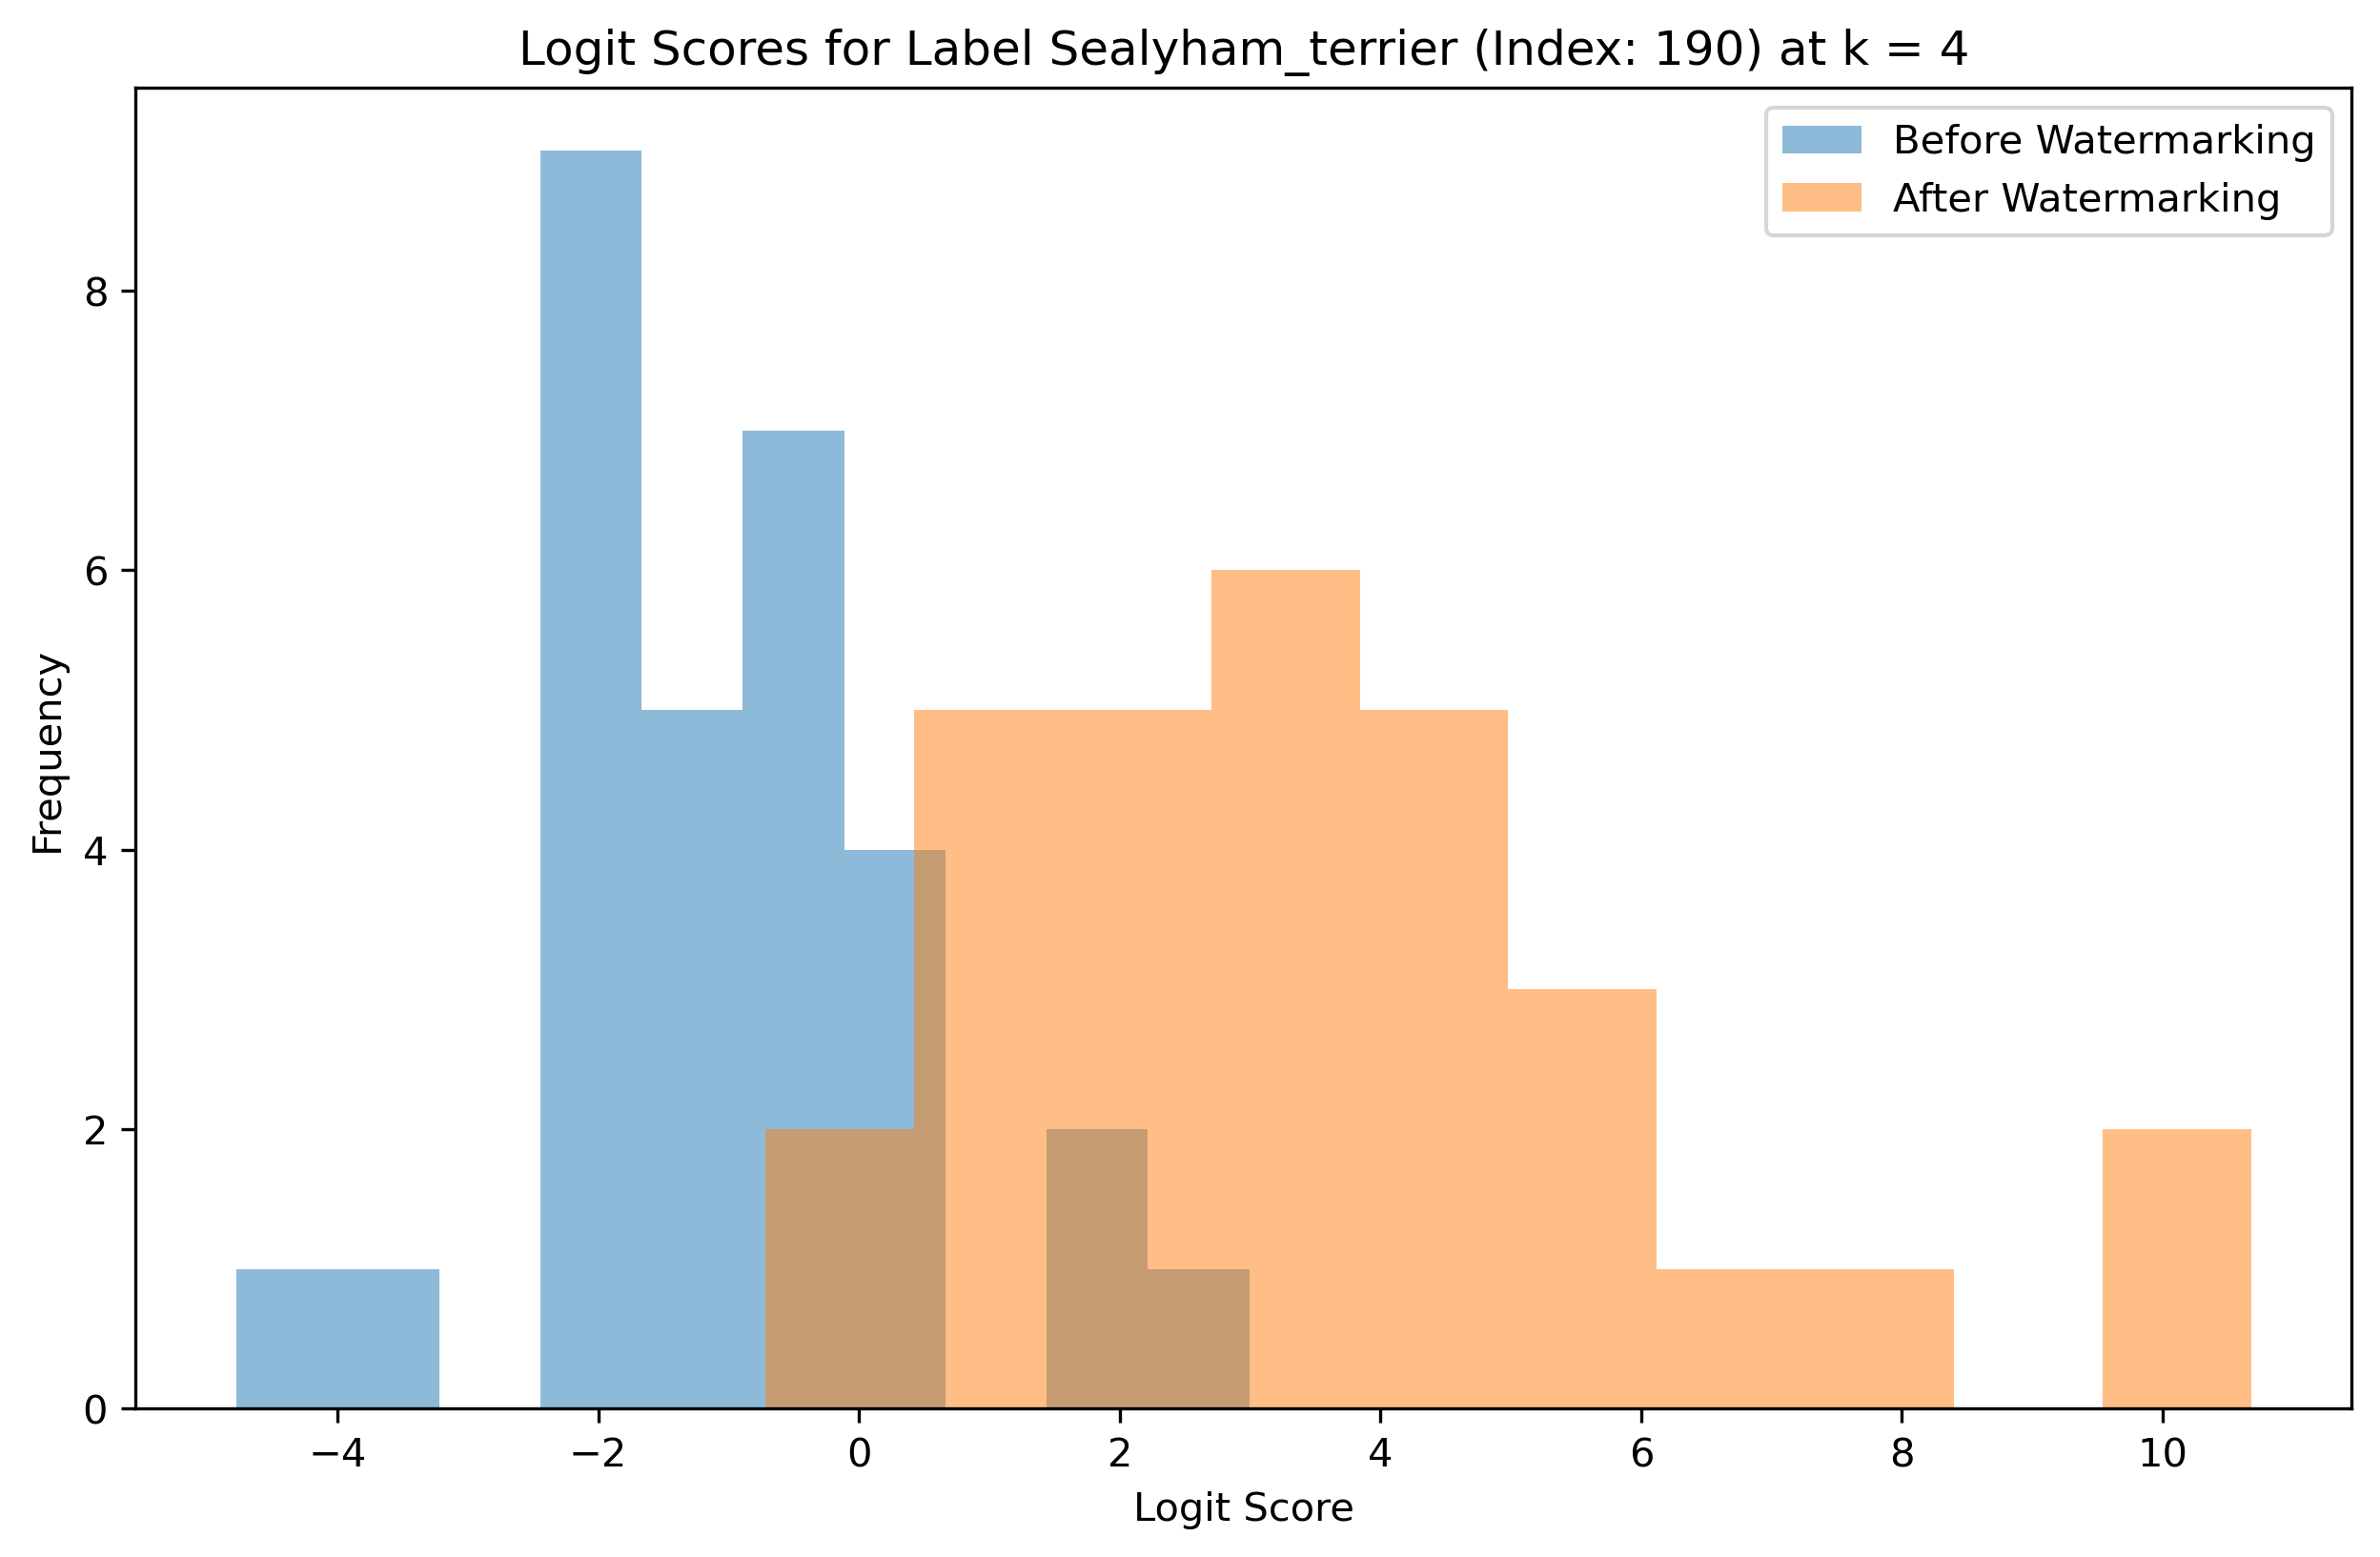 Logit Scores for Label Sealyham_terrier (Index: 190) at k = 4
Before Watermarking
After Watermarking
Frequency
8
6
4
2
0
−4 −2 0 2 4 6 8 10
Logit Score